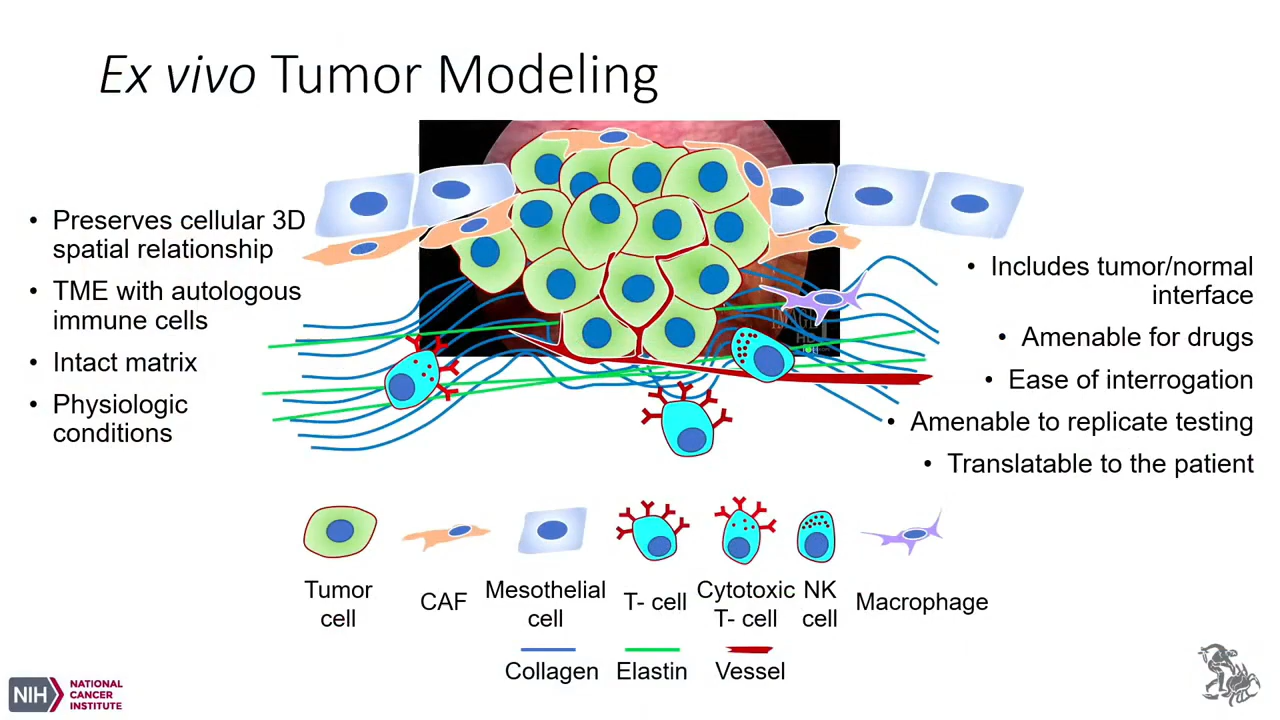 Ex vivo Tumor Modeling
• Preserves cellular 3D
spatial relationship
• TME with autologous
immune cells
• Intact matrix
• Physiologic
conditions
• Includes tumor/normal
interface
• Amenable for drugs
• Ease of interrogation
• Amenable to replicate testing
• Translatable to the patient
Tumor
cell
CAF
Mesothelial
cell
T- cell
Cytotoxic
T- cell
NK
cell
Macrophage
Collagen
Elastin
Vessel
NIH
NATIONAL
CANCER
INSTITUTE